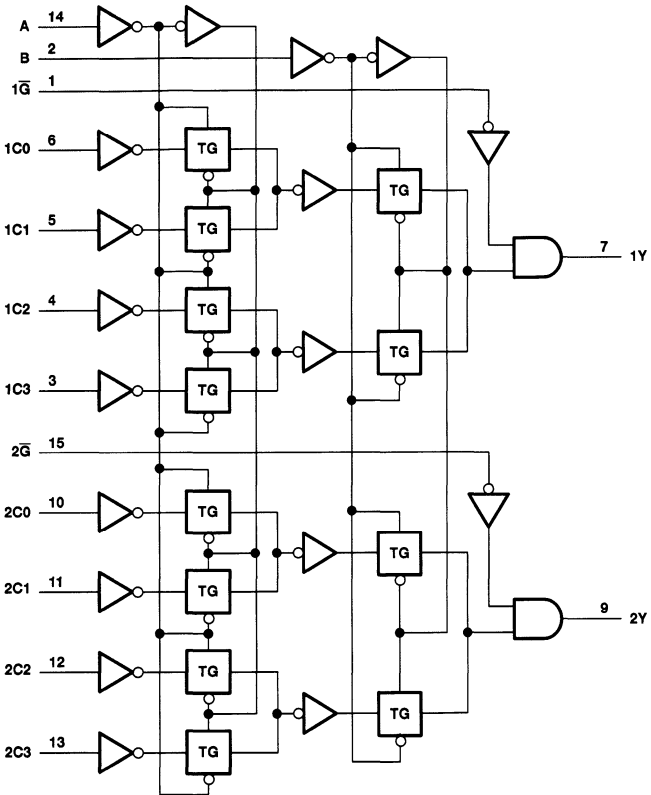 A 14
B 2
1G̅ 1
1C0 6
TG
TG
1C1 5
TG
7 1Y
1C2 4
TG
TG
1C3 3
TG
2G̅ 15
2C0 10
TG
TG
2C1 11
TG
9 2Y
2C2 12
TG
TG
2C3 13
TG